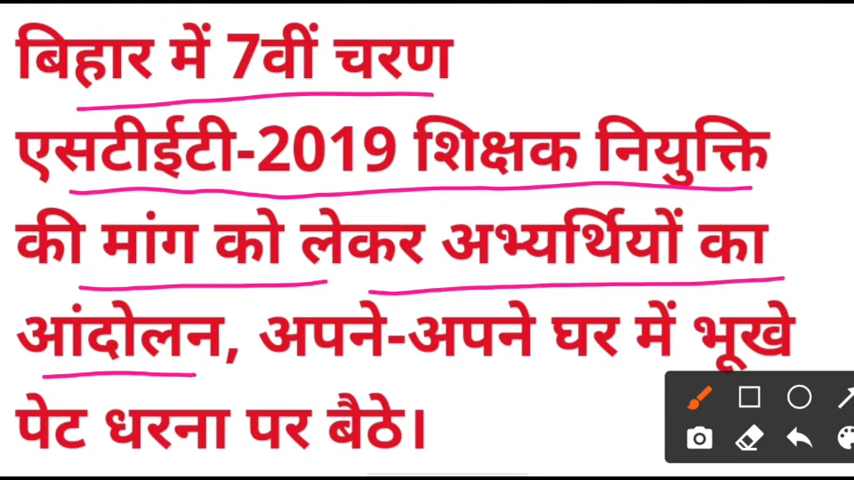 बिहार में 7वीं चरण
एसटीईटी-2019 शिक्षक नियुक्ति
की मांग को लेकर अभ्यर्थियों का
आंदोलन, अपने-अपने घर में भूखे
पेट धरना पर बैठे।